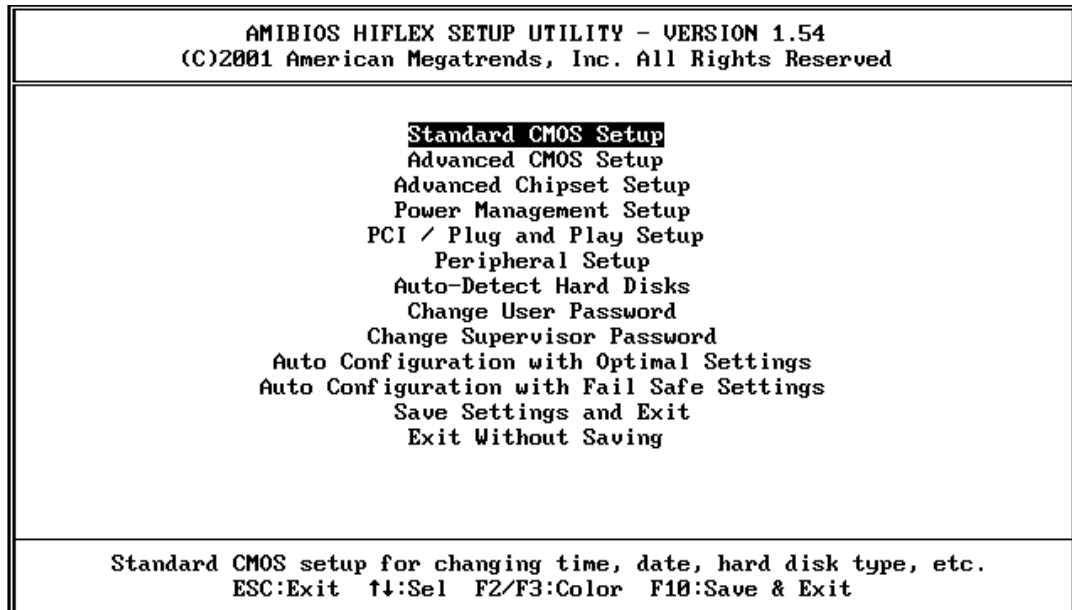 AMIBIOS HIFLEX SETUP UTILITY - VERSION 1.54
(C)2001 American Megatrends, Inc. All Rights Reserved
Standard CMOS Setup
Advanced CMOS Setup
Advanced Chipset Setup
Power Management Setup
PCI / Plug and Play Setup
Peripheral Setup
Auto-Detect Hard Disks
Change User Password
Change Supervisor Password
Auto Configuration with Optimal Settings
Auto Configuration with Fail Safe Settings
Save Settings and Exit
Exit Without Saving
Standard CMOS setup for changing time, date, hard disk type, etc.
ESC:Exit ↑↓:Sel F2/F3:Color F10:Save & Exit